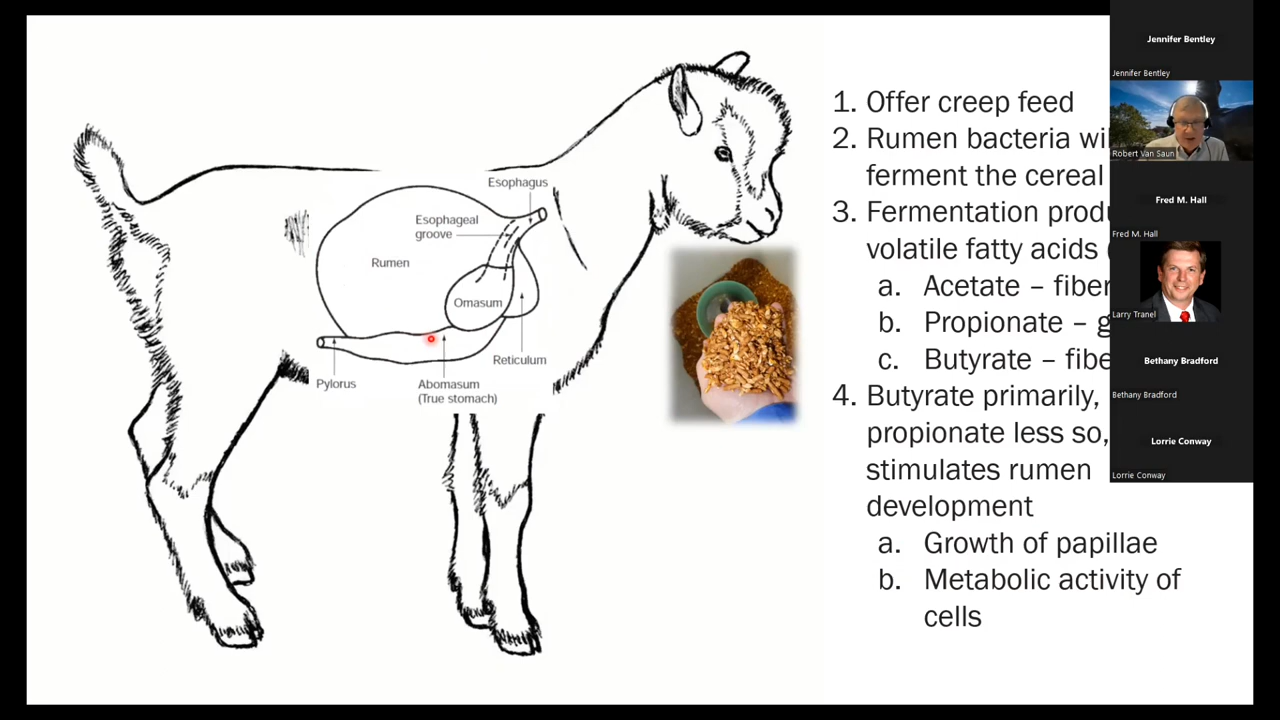 Esophagus
Esophageal
groove
Rumen
Omasum
Reticulum
Pylorus
Abomasum
(True stomach)
1. Offer creep feed
2. Rumen bacteria
ferment the cereal
3. Fermentation
volatile fatty acids
a. Acetate – fiber
b. Propionate –
c. Butyrate –
4. Butyrate primarily,
propionate less so,
stimulates rumen
development
a. Growth of papillae
b. Metabolic activity of
cells
Jennifer Bentley
Jennifer Bentley
Robert Van Saun
Fred M. Hall
Fred M. Hall
Larry Tranel
Bethany Bradford
Bethany Bradford
Lorrie Conway
Lorrie Conway